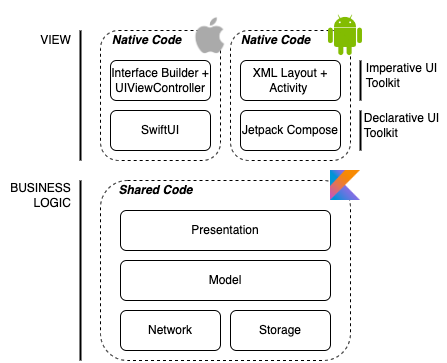 VIEW
Native Code
Native Code
Interface Builder +
UIViewController
XML Layout +
Activity
Imperative UI
Toolkit
SwiftUI
Jetpack Compose
Declarative UI
Toolkit
BUSINESS
LOGIC
Shared Code
Presentation
Model
Network
Storage